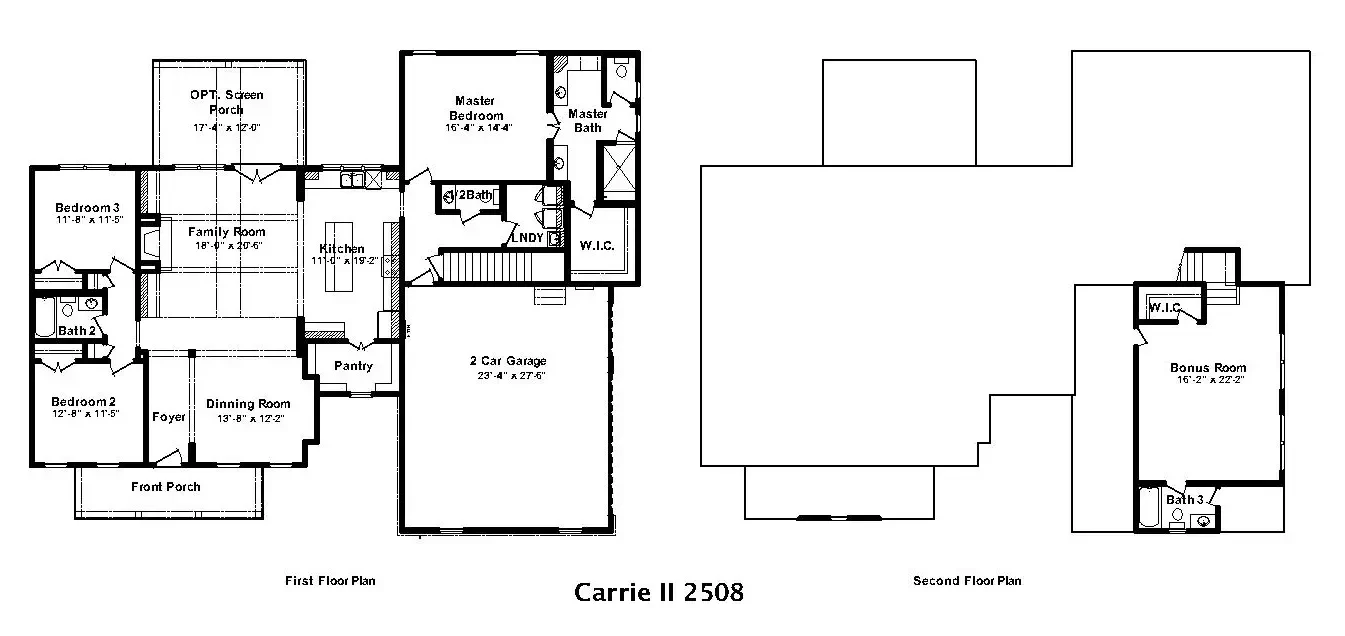 OPT. Screen
Porch
17'-4" x 12'-0"
Master
Bedroom
16'-4" x 14'-4"
Master
Bath
Bedroom 3
11'-8" x 11'-5"
Family Room
18'-0" x 20'-6"
Kitchen
11'-0" x 19'-2"
1/2Bath
LNDY
W.I.C.
Bath 2
Pantry
2 Car Garage
23'-4" x 27'-6"
Bedroom 2
12'-8" x 11'-5"
Foyer
Dinning Room
13'-8" x 12'-2"
Front Porch
W.I.C.
Bonus Room
16'-2" x 22'-2"
Bath 3
First Floor Plan
Second Floor Plan
Carrie II 2508